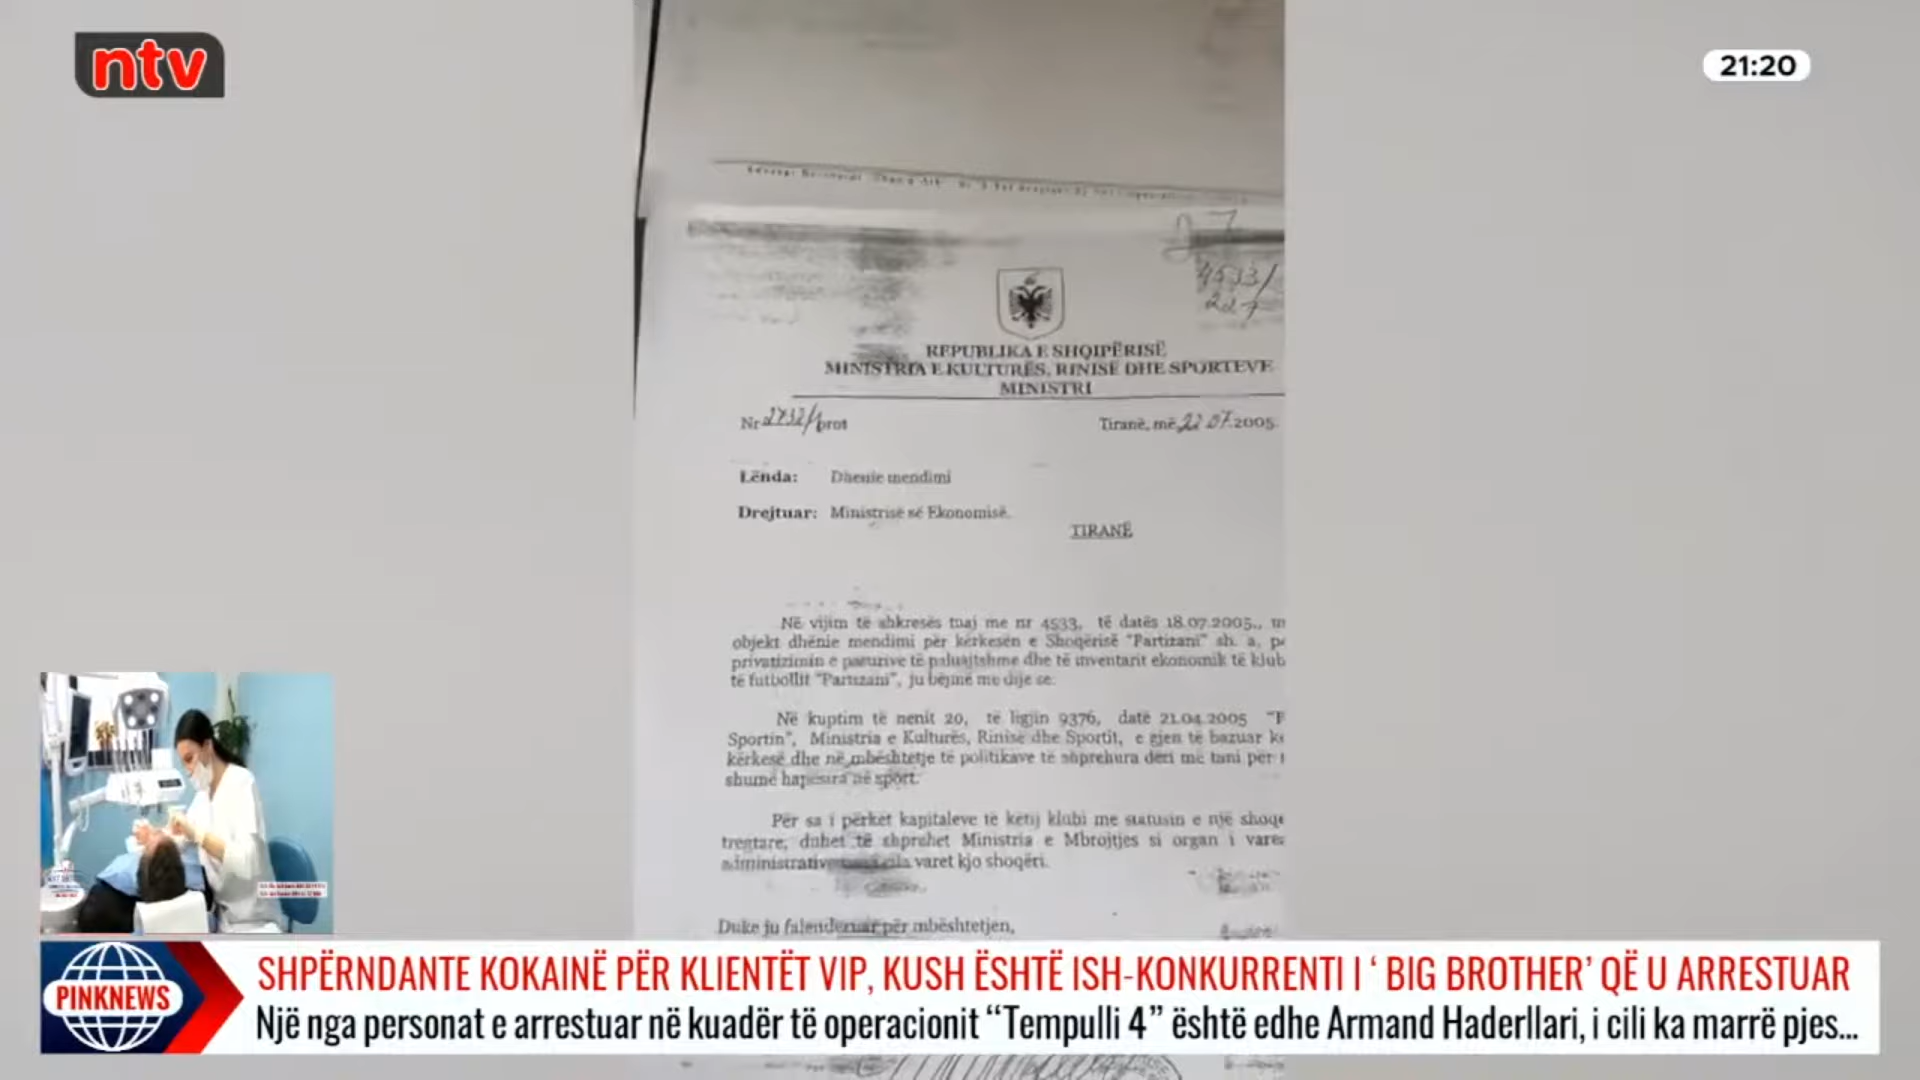 ntv
21:20
4533/
REPUBLIKA E SHQIPËRISË
MINISTRIA E KULTURËS, RINISË DHE SPORTEVE
MINISTRI
Nr 2732/1 prot
Tiranë, më 22.07.2005.
Lënda: Dhenie mendimi
Drejtuar: Ministrisë së Ekonomisë.
TIRANË
Në vijim të shkresës tuaj me nr 4533, të datës 18.07.2005., m
objekt dhënie mendimi për kërkesën e Shoqërisë "Partizani" sh. a, p
privatizimin e pasurive të paluajtshme dhe të inventarit ekonomik të klub
të futbollit "Partizani", ju bëjmë me dije se:
Në kuptim të nenit 20, të ligjin 9376, datë 21.04.2005
Sportin", Ministria e Kulturës, Rinisë dhe Sportit, e gjen të bazuar k
kërkesë dhe në mbështetje të politikave të shprehura deri më tani për
shumë hapësira në sport.
Për sa i përket kapitaleve të këtij klubi me statusin e një shoqë
tregtare, duhet të shprehet Ministria e Mbrojtjes si organ i vares
administrative cila varet kjo shoqëri.
Duke ju falenderuar për mbështetjen,
PINKNEWS
SHPËRNDANTE KOKAINË PËR KLIENTËT VIP, KUSH ËSHTË ISH-KONKURRENTI I ‘ BIG BROTHER’ QË U ARRESTUAR
Një nga personat e arrestuar në kuadër të operacionit “Tempulli 4” është edhe Armand Haderllari, i cili ka marrë pjes...